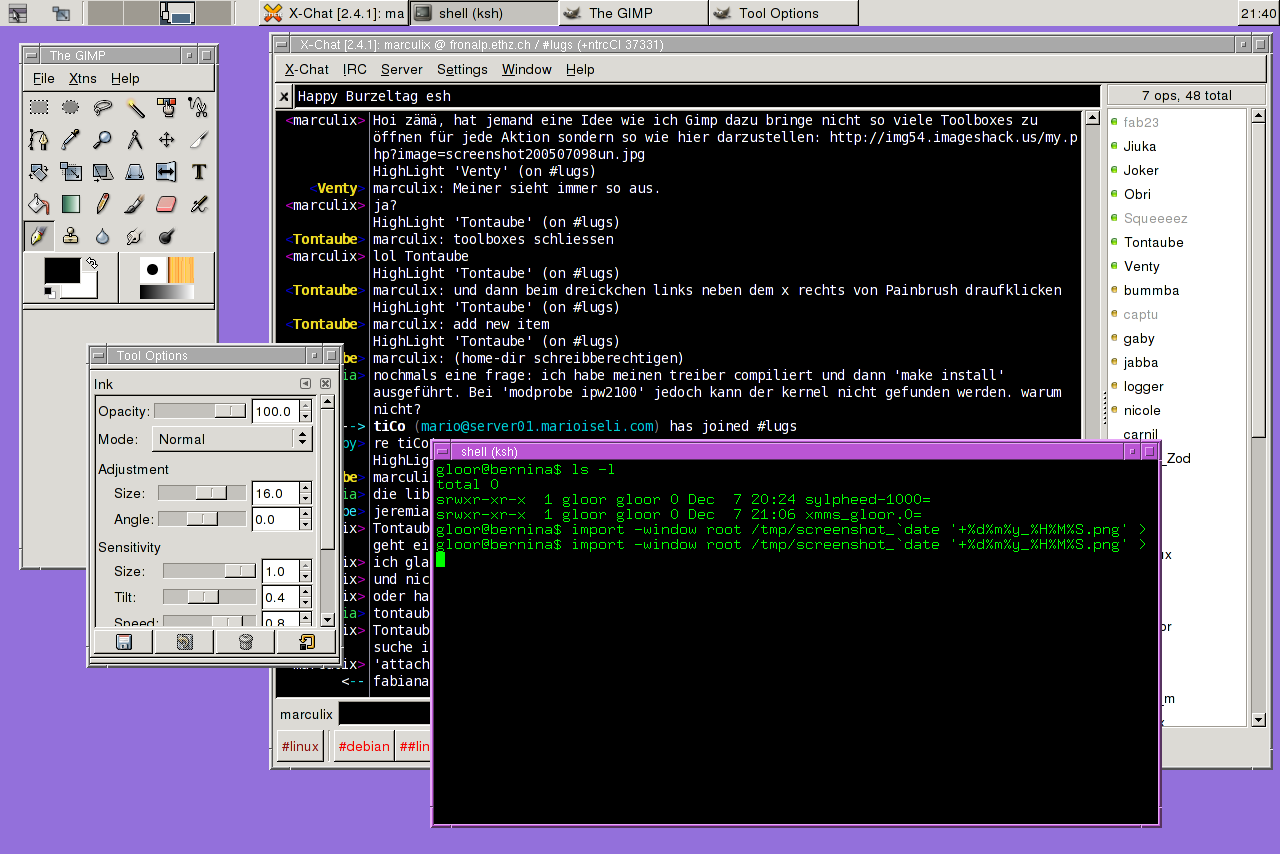 X-Chat [2.4.1]: ma
shell (ksh)
The GIMP
Tool Options
21:40
The GIMP
File Xtns Help
X-Chat [2.4.1]: marculix @ fronalp.ethz.ch / #lugs (+ntrcCl 37331)
X-Chat IRC Server Settings Window Help
x Happy Burzeltag esh
7 ops, 48 total
<marculix> Hoi zämä, hat jemand eine Idee wie ich Gimp dazu bringe nicht so viele Toolboxes zu
öffnen für jede Aktion sondern so wie hier darzustellen: http://img54.imageshack.us/my.p
hp?image=screenshot200507098un.jpg
HighLight 'Venty' (on #lugs)
<Venty> marculix: Meiner sieht immer so aus.
<marculix> ja?
HighLight 'Tontaube' (on #lugs)
<Tontaube> marculix: toolboxes schliessen
<marculix> lol Tontaube
HighLight 'Tontaube' (on #lugs)
<Tontaube> marculix: und dann beim dreickchen links neben dem x rechts von Painbrush draufklicken
HighLight 'Tontaube' (on #lugs)
<Tontaube> marculix: add new item
HighLight 'Tontaube' (on #lugs)
be> marculix: (home-dir schreibberechtigen)
ia> nochmals eine frage: ich habe meinen treiber compiliert und dann 'make install'
ausgeführt. Bei 'modprobe ipw2100' jedoch kann der kernel nicht gefunden werden. warum
nicht?
--> tiCo (mario@server01.marioiseli.com) has joined #lugs
by> re tiCo
HighLig
be> marculi
ia> die lib
be> jeremia
ix> Tontaub
geht ei
ix> ich gla
ix> und nic
ix> oder ha
ia> tontaub
ix> Tontaub
suche i
<marculix> 'attach
<-- fabiana
marculix
#linux #debian ##lin
fab23
Jiuka
Joker
Obri
Squeeeez
Tontaube
Venty
bummba
captu
gaby
jabba
logger
nicole
carnil
_Zod
ux
or
_m
Tool Options
Ink
Opacity: 100.0
Mode: Normal
Adjustment
Size: 16.0
Angle: 0.0
Sensitivity
Size: 1.0
Tilt: 0.4
Speed: 0.8
shell (ksh)
gloor@bernina$ ls -l
total 0
srwxr-xr-x 1 gloor gloor 0 Dec 7 20:24 sylpheed-1000=
srwxr-xr-x 1 gloor gloor 0 Dec 7 21:06 xmms_gloor.0=
gloor@bernina$ import -window root /tmp/screenshot_`date '+%d%m%y_%H%M%S.png' >
gloor@bernina$ import -window root /tmp/screenshot_`date '+%d%m%y_%H%M%S.png' >